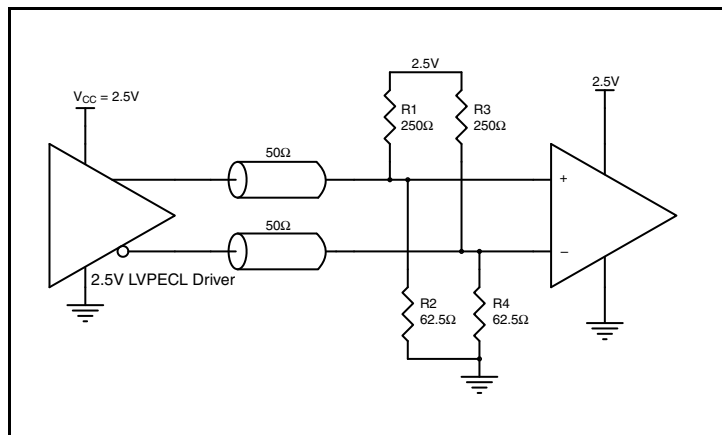 2.5V
V_CC = 2.5V
2.5V
R1
250Ω
R3
250Ω
50Ω
+
50Ω
–
2.5V LVPECL Driver
R2
62.5Ω
R4
62.5Ω